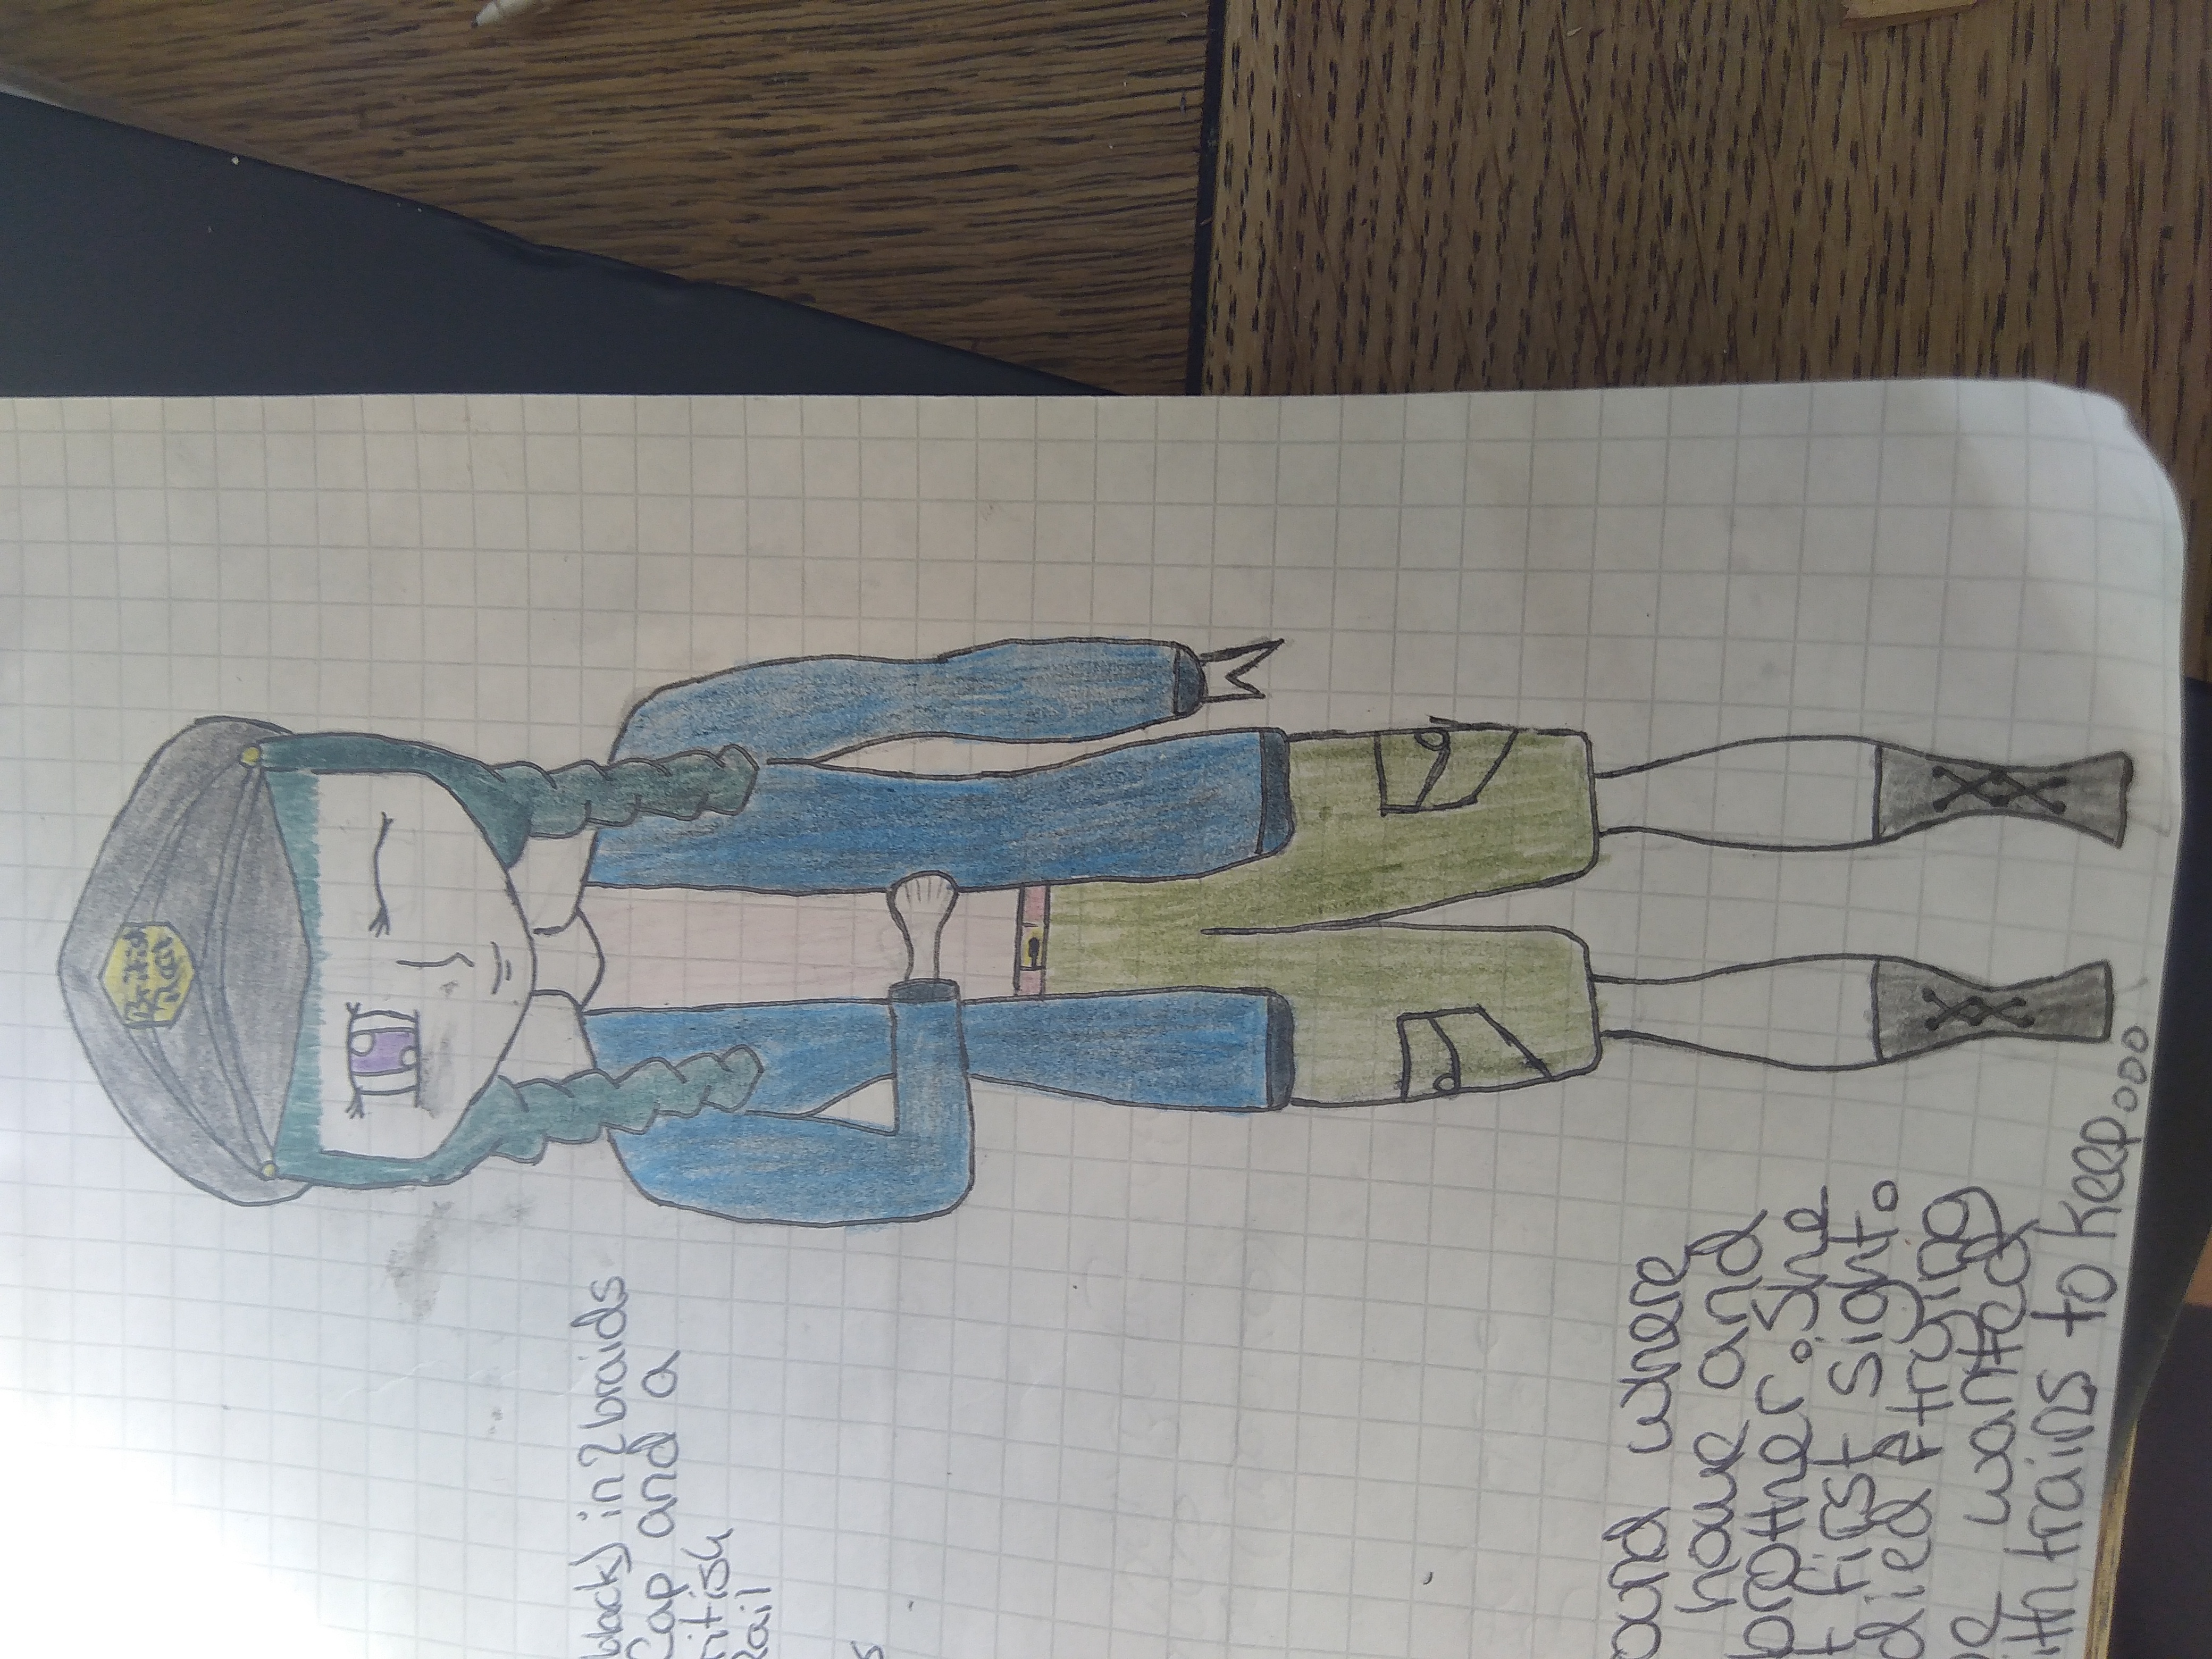 British
Rail
black) in 2 braids
Cap and a
ritish
Rail
s
ound where
have and
brother. She
t first sight.
died trying
e wanted
ith trains to keep....